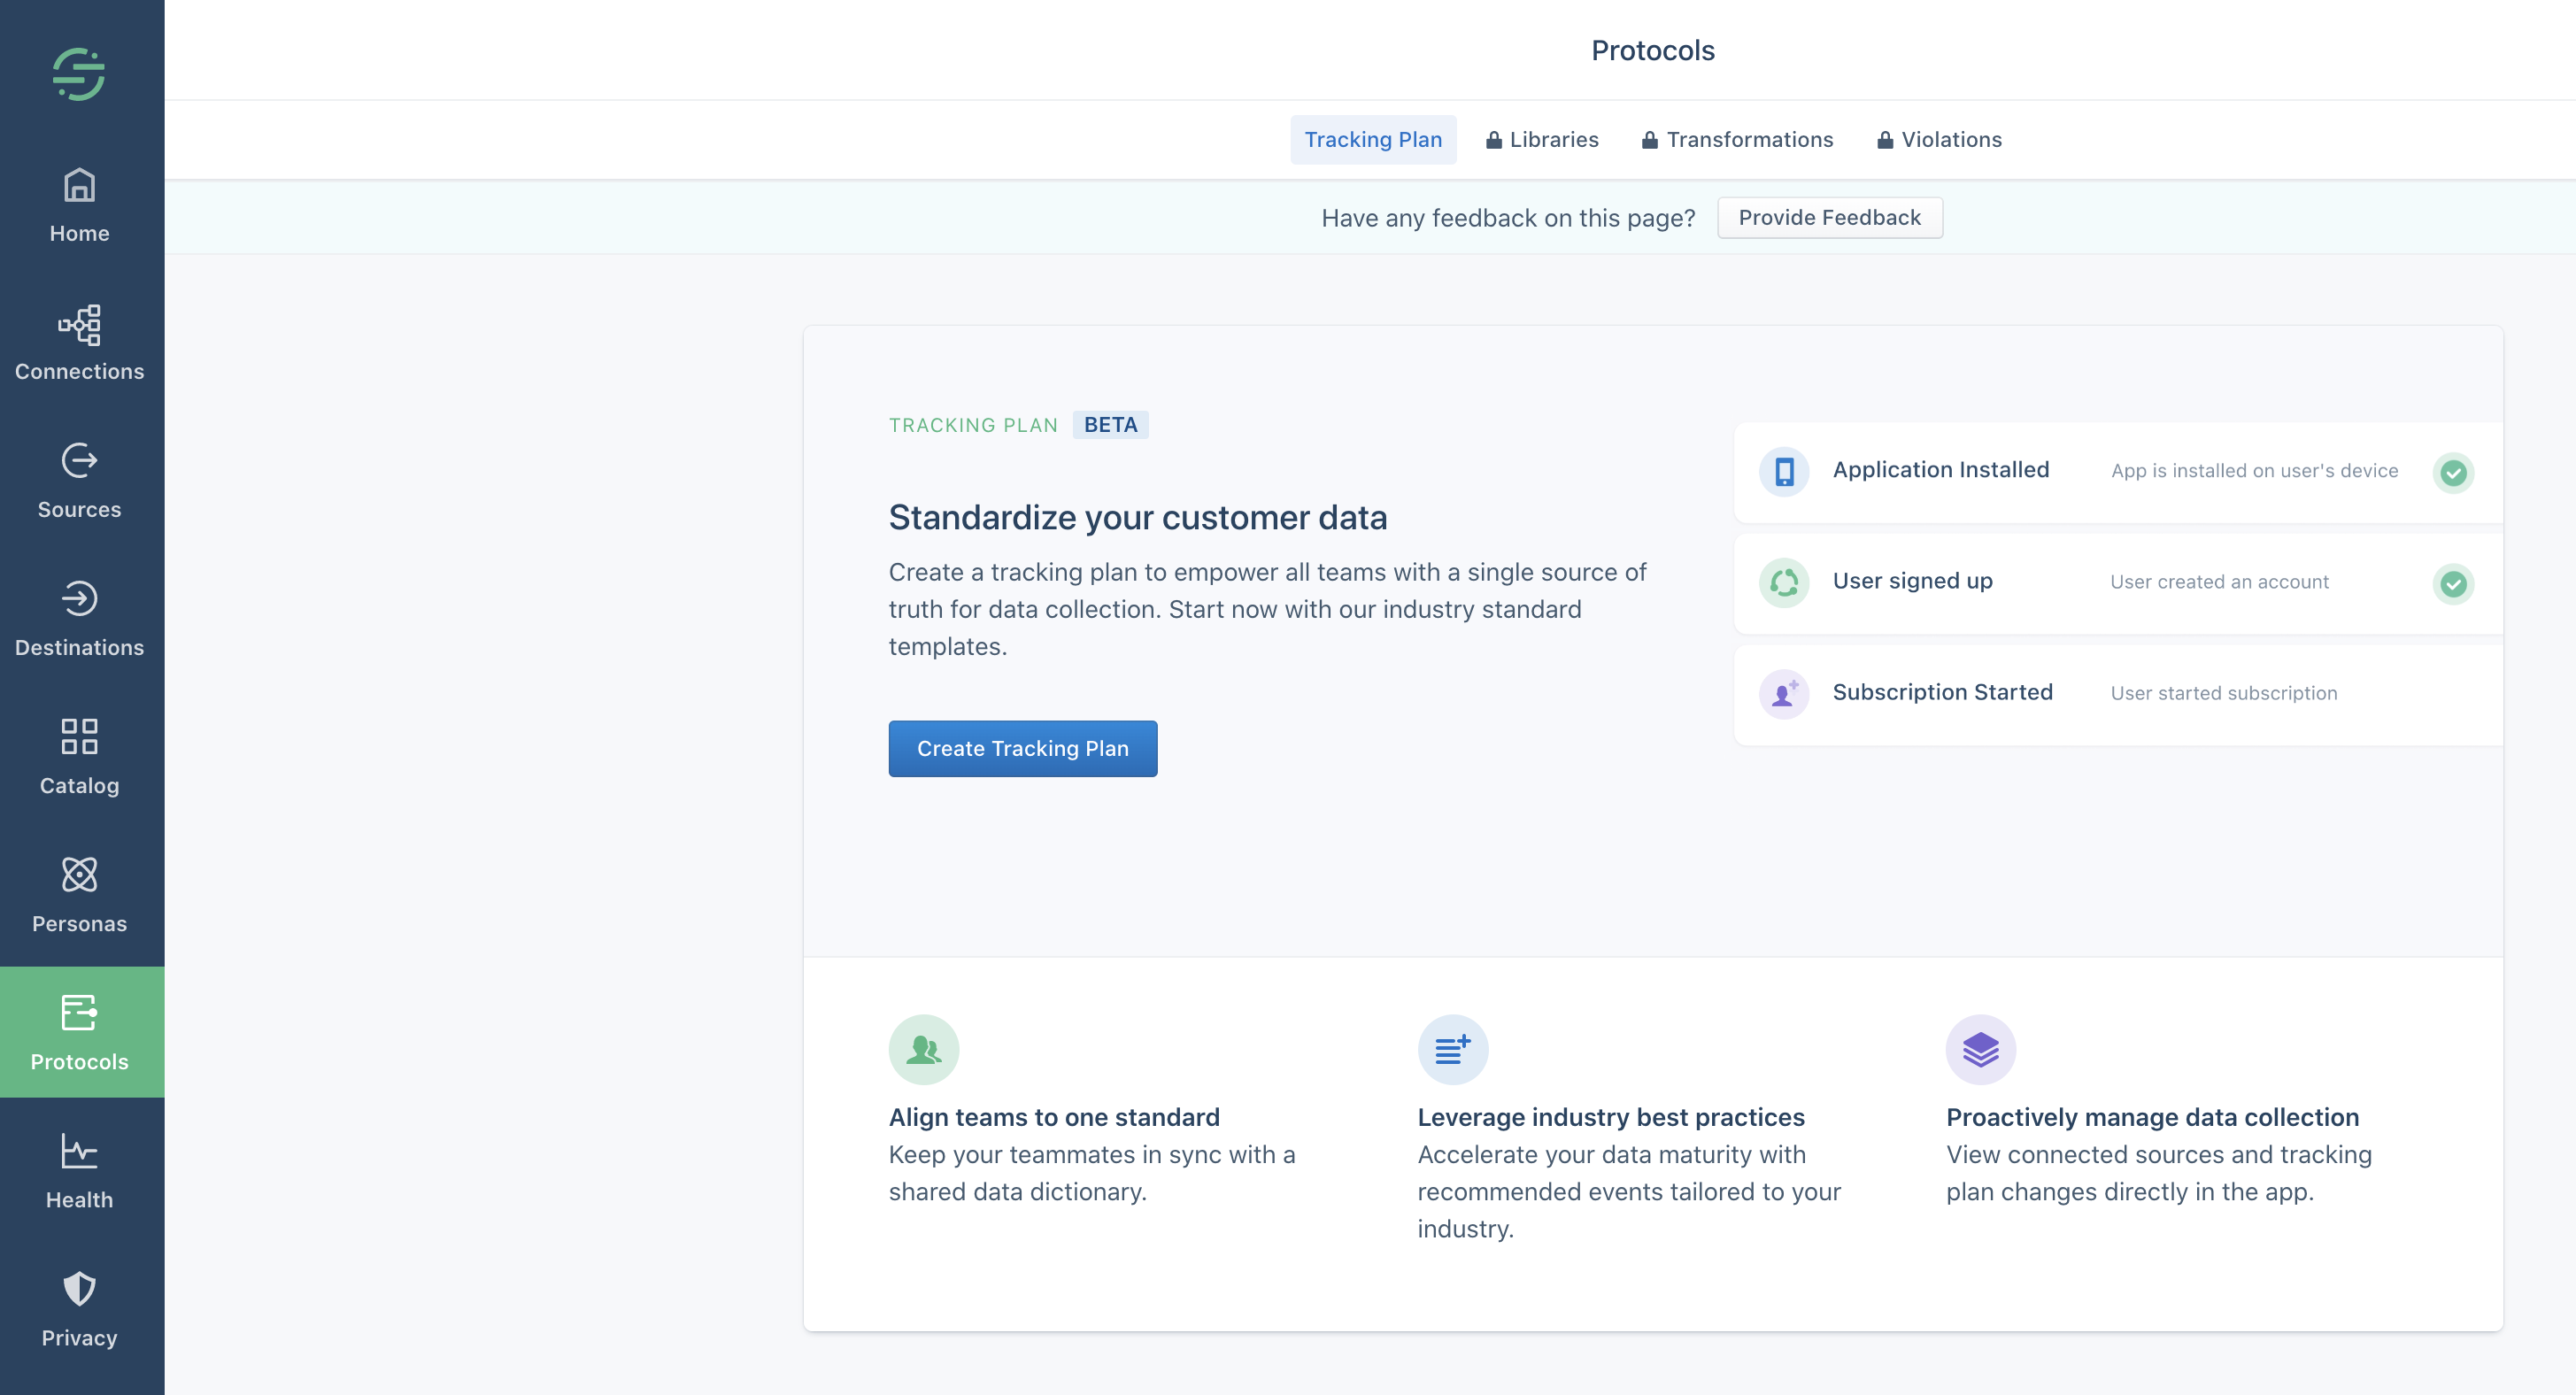 Home
Connections
Sources
Destinations
Catalog
Personas
Protocols
Health
Privacy
Protocols
Tracking Plan
Libraries
Transformations
Violations
Have any feedback on this page?
Provide Feedback
TRACKING PLAN
BETA
Standardize your customer data
Create a tracking plan to empower all teams with a single source of
truth for data collection. Start now with our industry standard
templates.
Create Tracking Plan
Application Installed
App is installed on user's device
User signed up
User created an account
Subscription Started
User started subscription
Align teams to one standard
Keep your teammates in sync with a
shared data dictionary.
Leverage industry best practices
Accelerate your data maturity with
recommended events tailored to your
industry.
Proactively manage data collection
View connected sources and tracking
plan changes directly in the app.